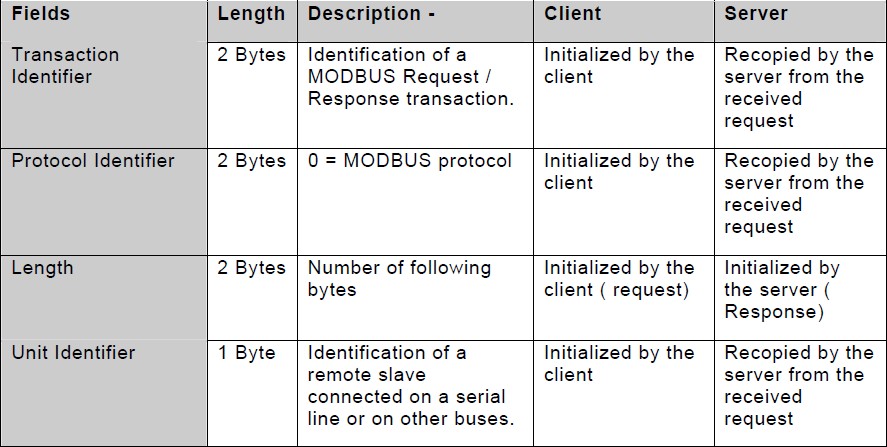 Fields Length Description - Client Server
Transaction Identifier 2 Bytes Identification of a MODBUS Request / Response transaction. Initialized by the client Recopied by the server from the received request
Protocol Identifier 2 Bytes 0 = MODBUS protocol Initialized by the client Recopied by the server from the received request
Length 2 Bytes Number of following bytes Initialized by the client ( request) Initialized by the server ( Response)
Unit Identifier 1 Byte Identification of a remote slave connected on a serial line or on other buses. Initialized by the client Recopied by the server from the received request